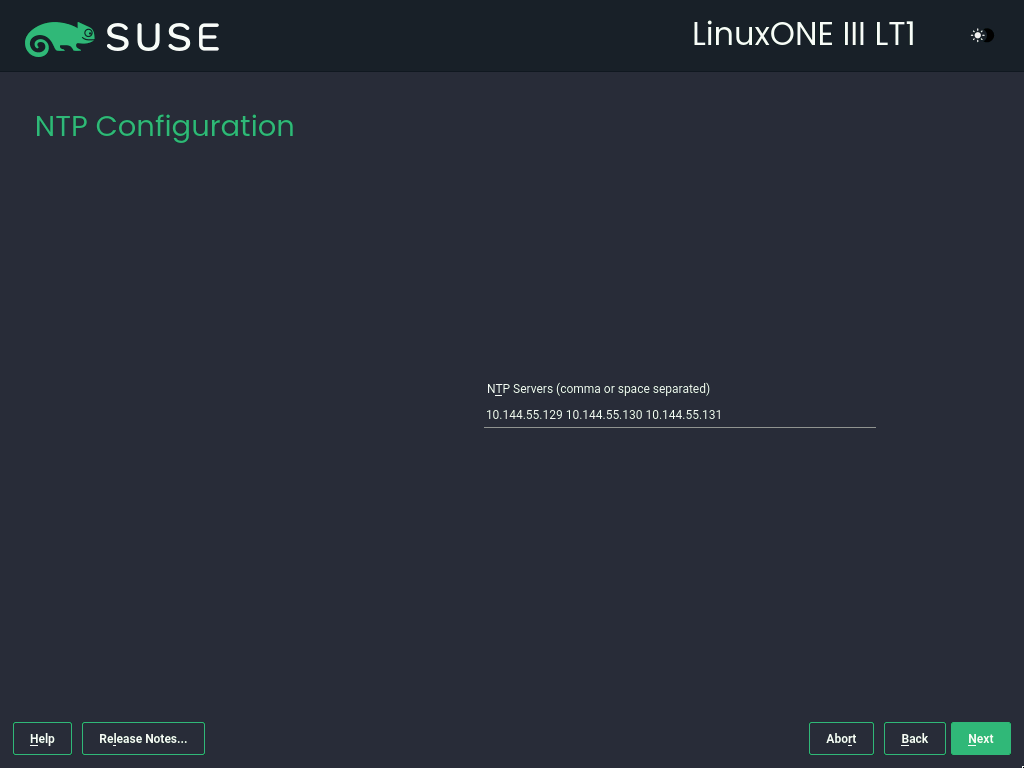 SUSE
LinuxONE III LT1
NTP Configuration
NTP Servers (comma or space separated)
10.144.55.129 10.144.55.130 10.144.55.131
Help
Release Notes...
Abort
Back
Next